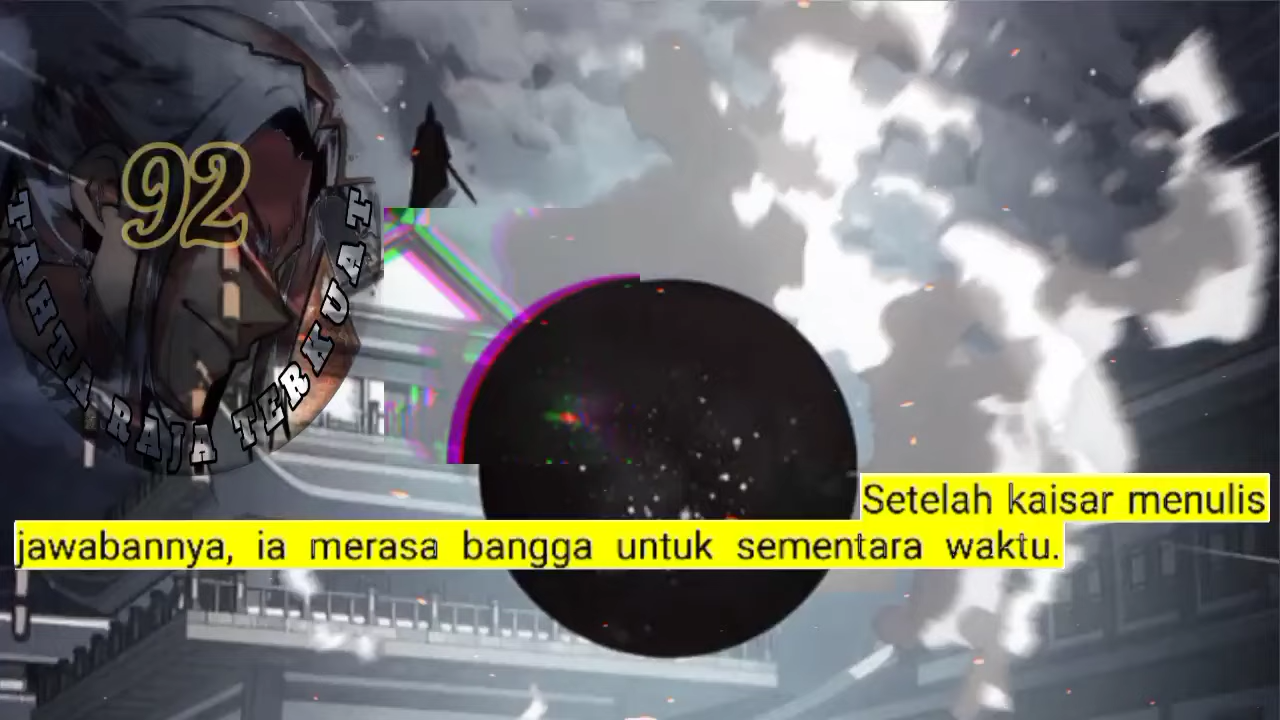 92
TAHTA RAJA TERKUAT
Setelah kaisar menulis
jawabannya, ia merasa bangga untuk sementara waktu.